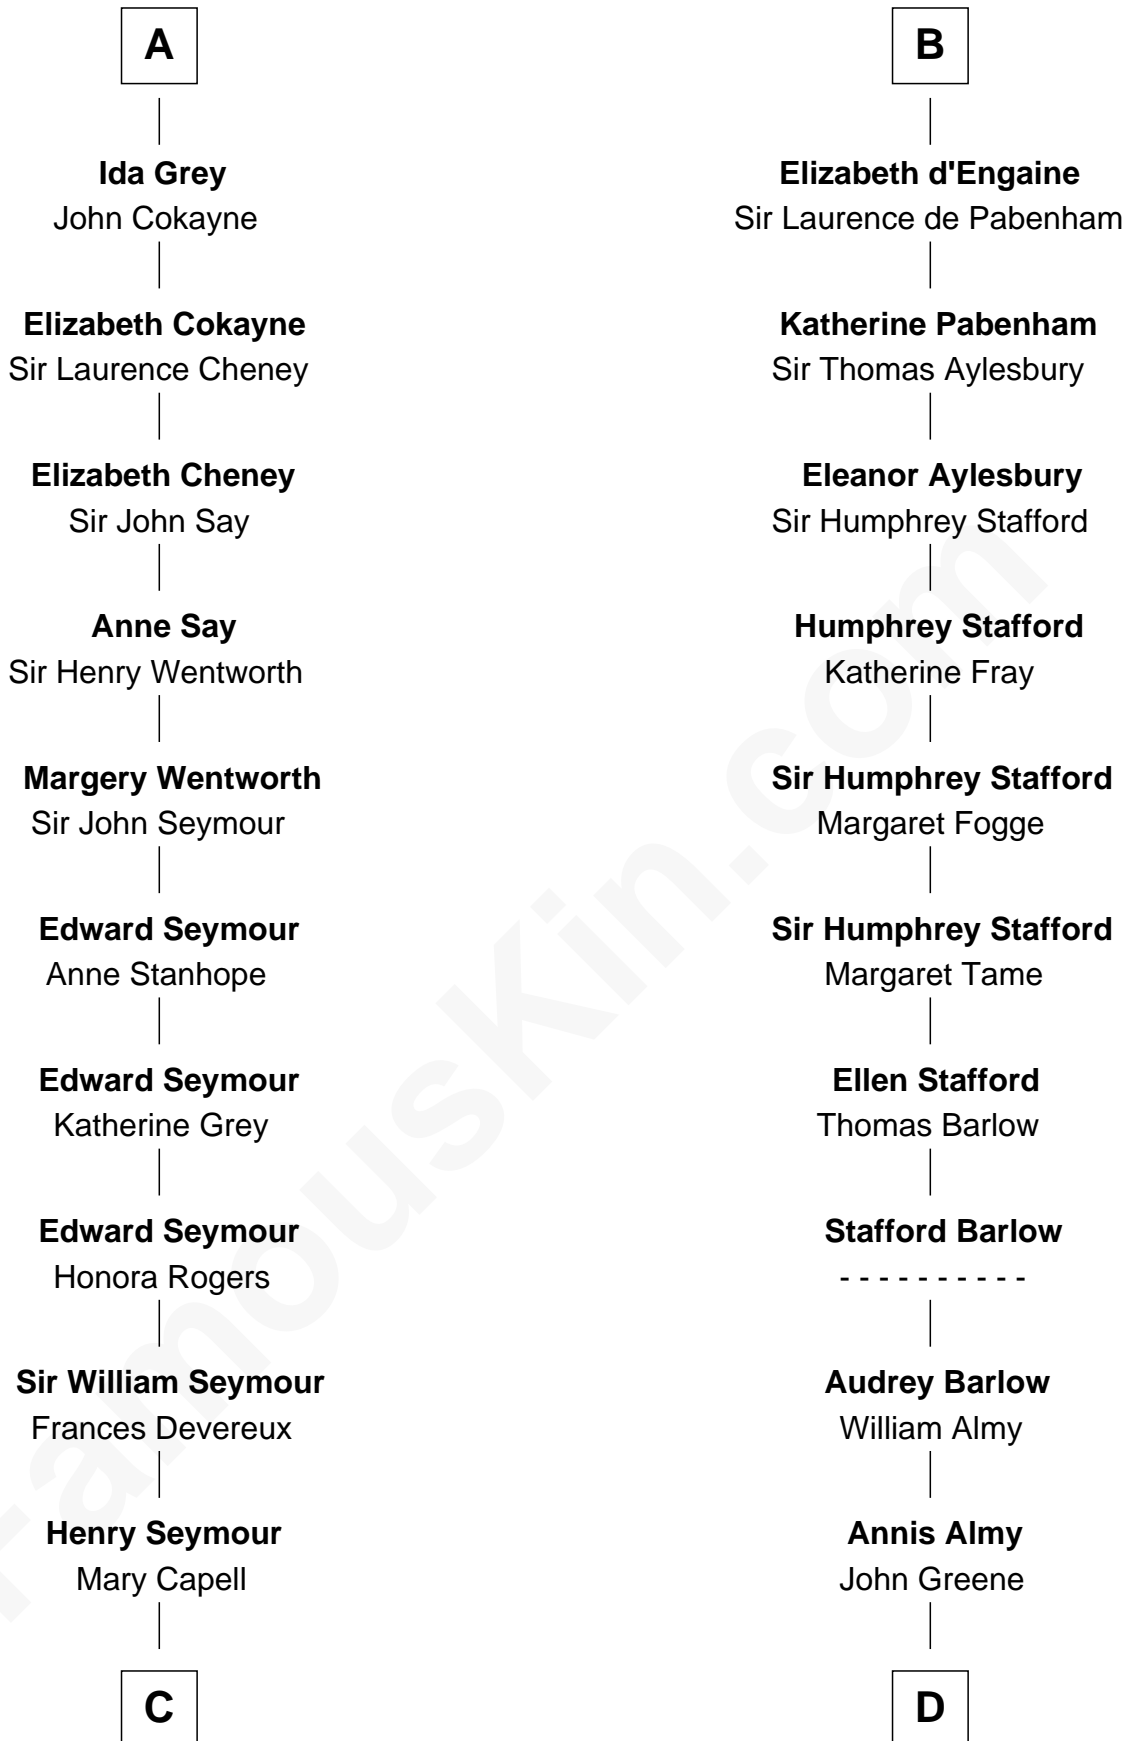 A
Ida Grey
John Cokayne
Elizabeth Cokayne
Sir Laurence Cheney
Elizabeth Cheney
Sir John Say
Anne Say
Sir Henry Wentworth
Margery Wentworth
Sir John Seymour
Edward Seymour
Anne Stanhope
Edward Seymour
Katherine Grey
Edward Seymour
Honora Rogers
Sir William Seymour
Frances Devereux
Henry Seymour
Mary Capell
C
B
Elizabeth d'Engaine
Sir Laurence de Pabenham
Katherine Pabenham
Sir Thomas Aylesbury
Eleanor Aylesbury
Sir Humphrey Stafford
Humphrey Stafford
Katherine Fray
Sir Humphrey Stafford
Margaret Fogge
Sir Humphrey Stafford
Margaret Tame
Ellen Stafford
Thomas Barlow
Stafford Barlow
- - - - - - - - - -
Audrey Barlow
William Almy
Annis Almy
John Greene
D
FamousKin.com